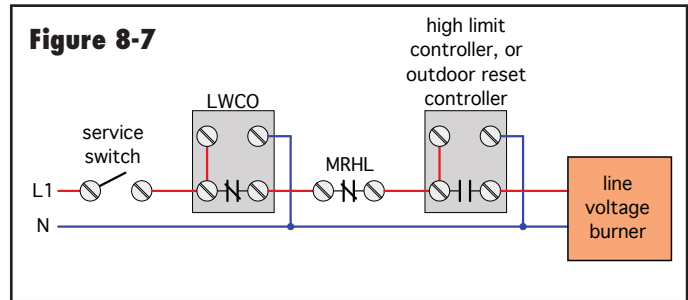 Figure 8-7
high limit
controller, or
outdoor reset
controller
LWCO
service
switch
MRHL
L1
N
line
voltage
burner